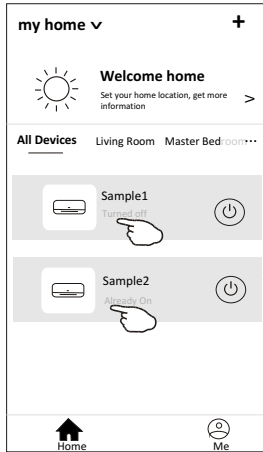 my home
Welcome home
Set your home location, get more
information
All Devices Living Room Master Bedroom...
Sample1
Turned off
Sample2
Already On
Home Me